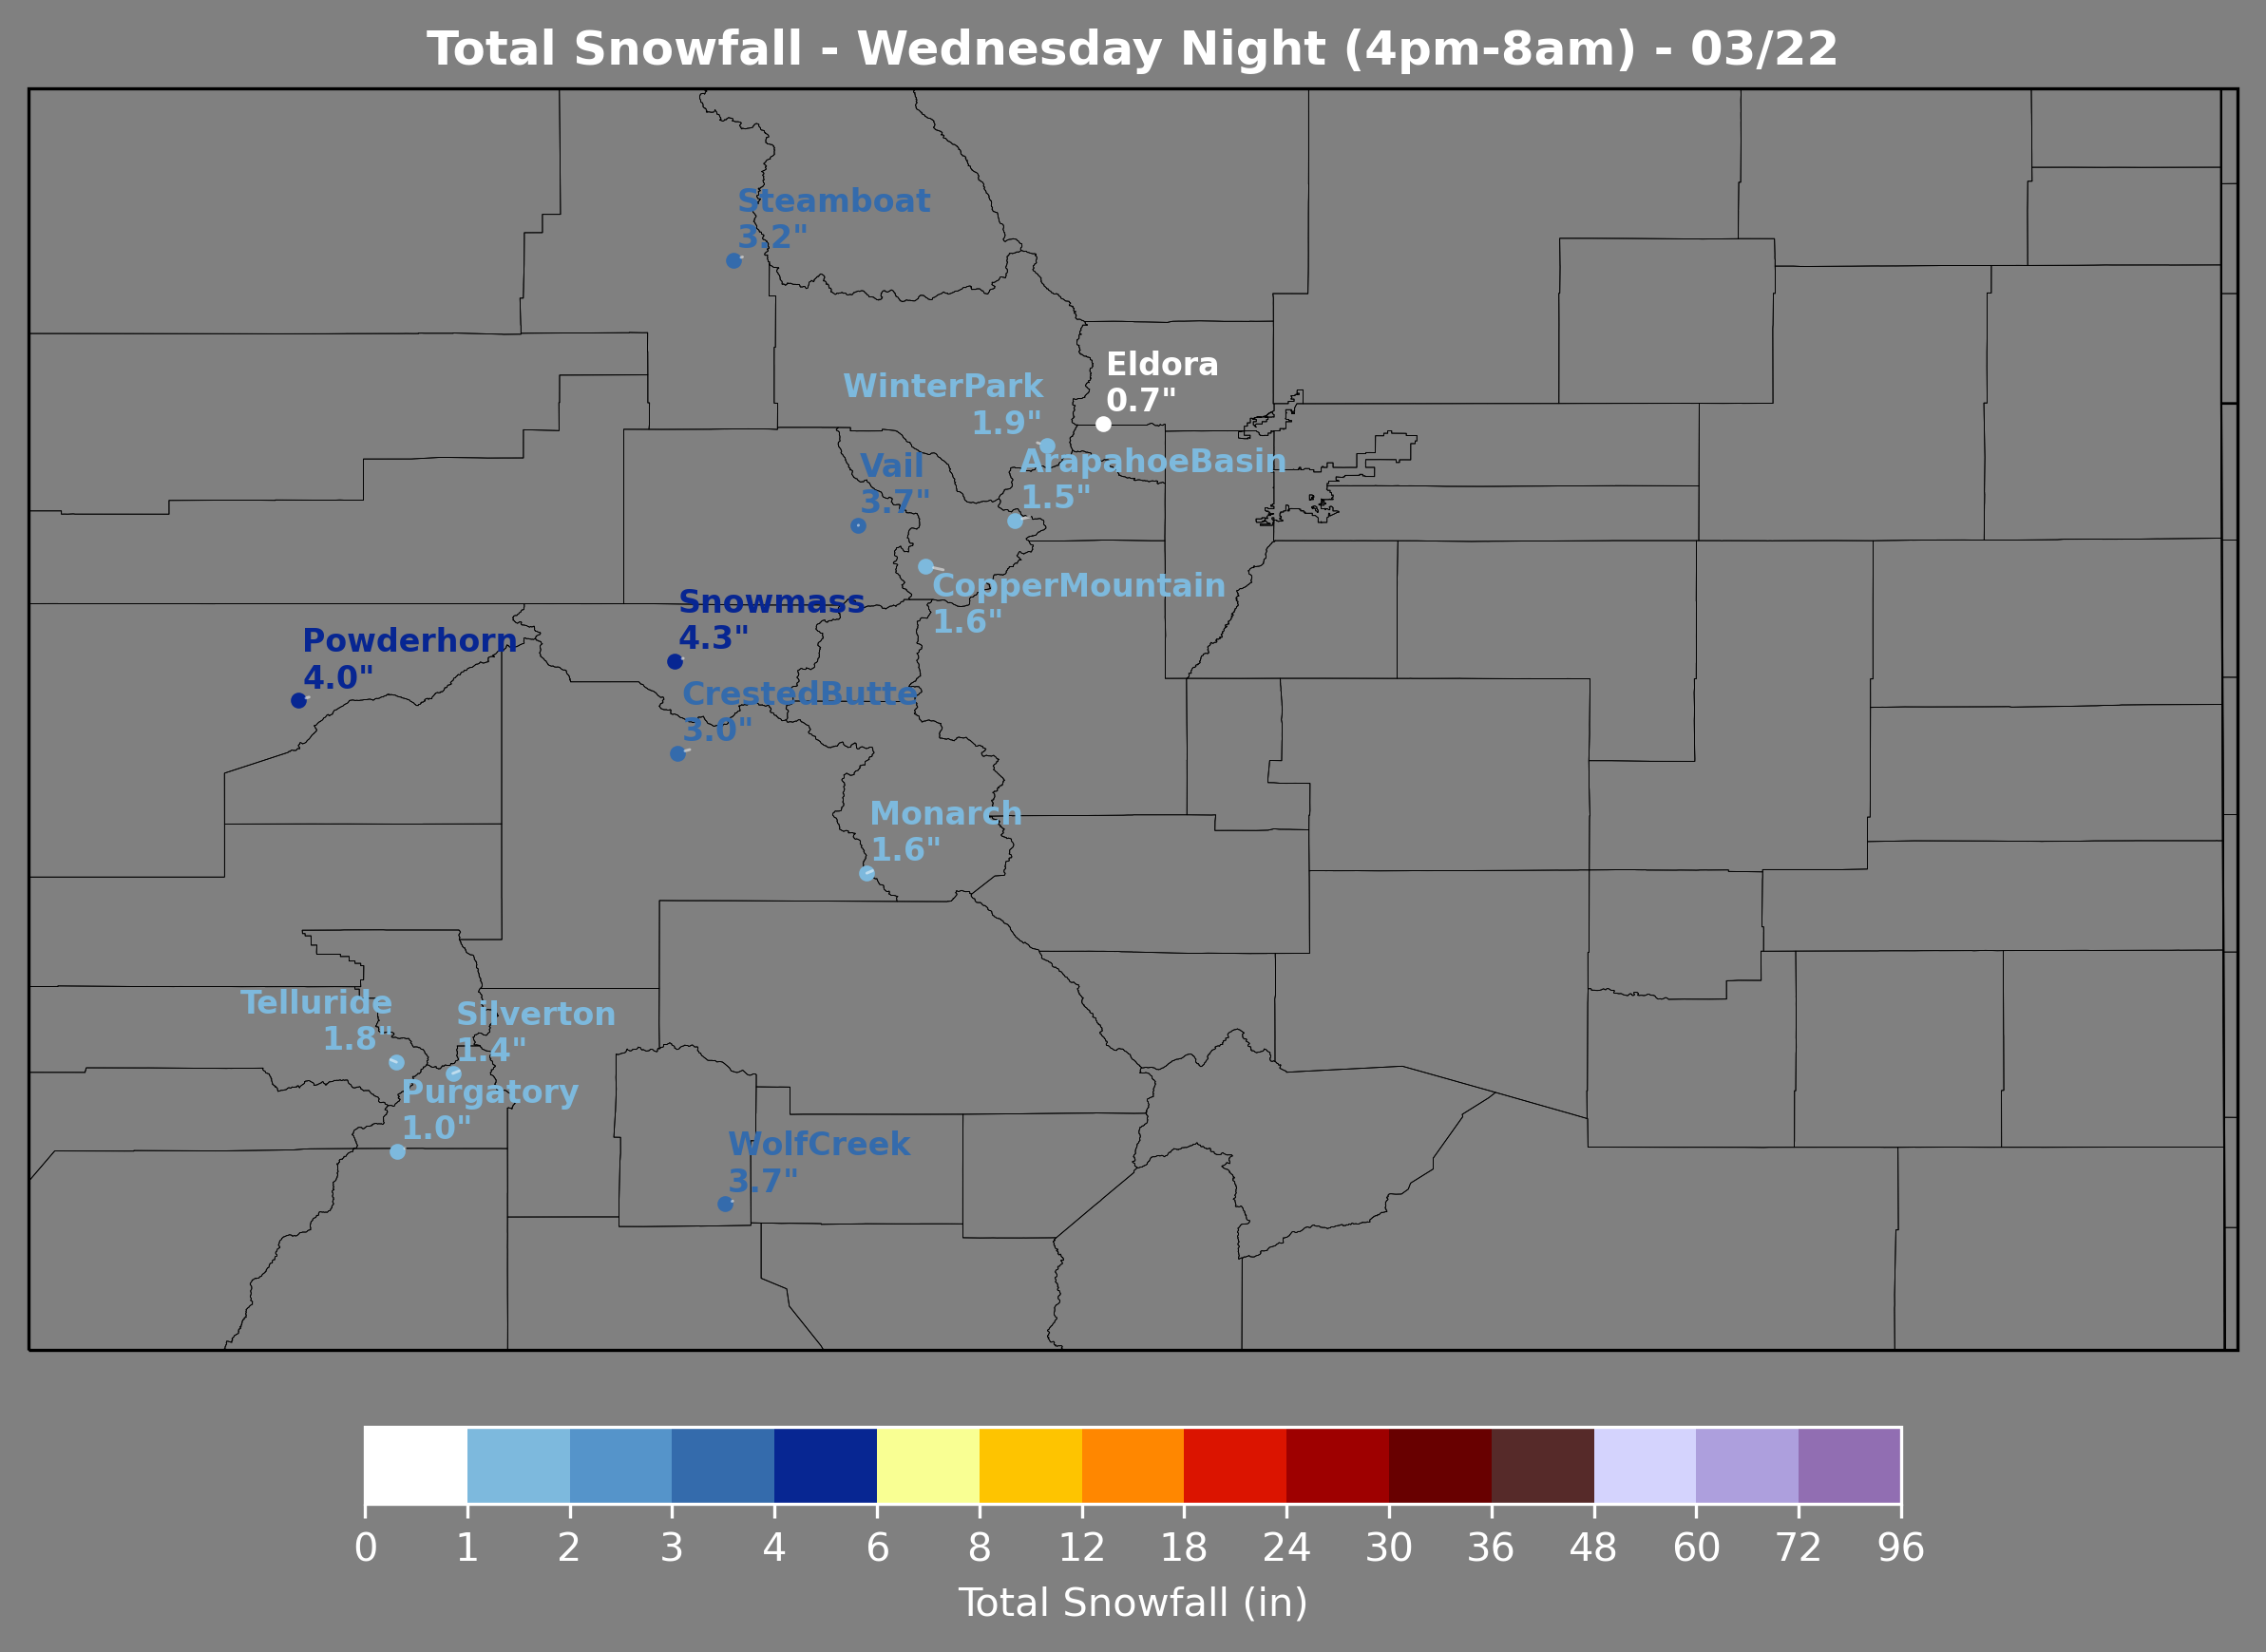 Total Snowfall - Wednesday Night (4pm-8am) - 03/22
Steamboat
3.2"
Eldora
0.7"
WinterPark
1.9"
ArapahoeBasin
1.5"
Vail
3.7"
CopperMountain
1.6"
Snowmass
4.3"
Powderhorn
4.0"
CrestedButte
3.0"
Monarch
1.6"
Telluride
1.8"
Silverton
1.4"
Purgatory
1.0"
WolfCreek
3.7"
0 1 2 3 4 6 8 12 18 24 30 36 48 60 72 96
Total Snowfall (in)